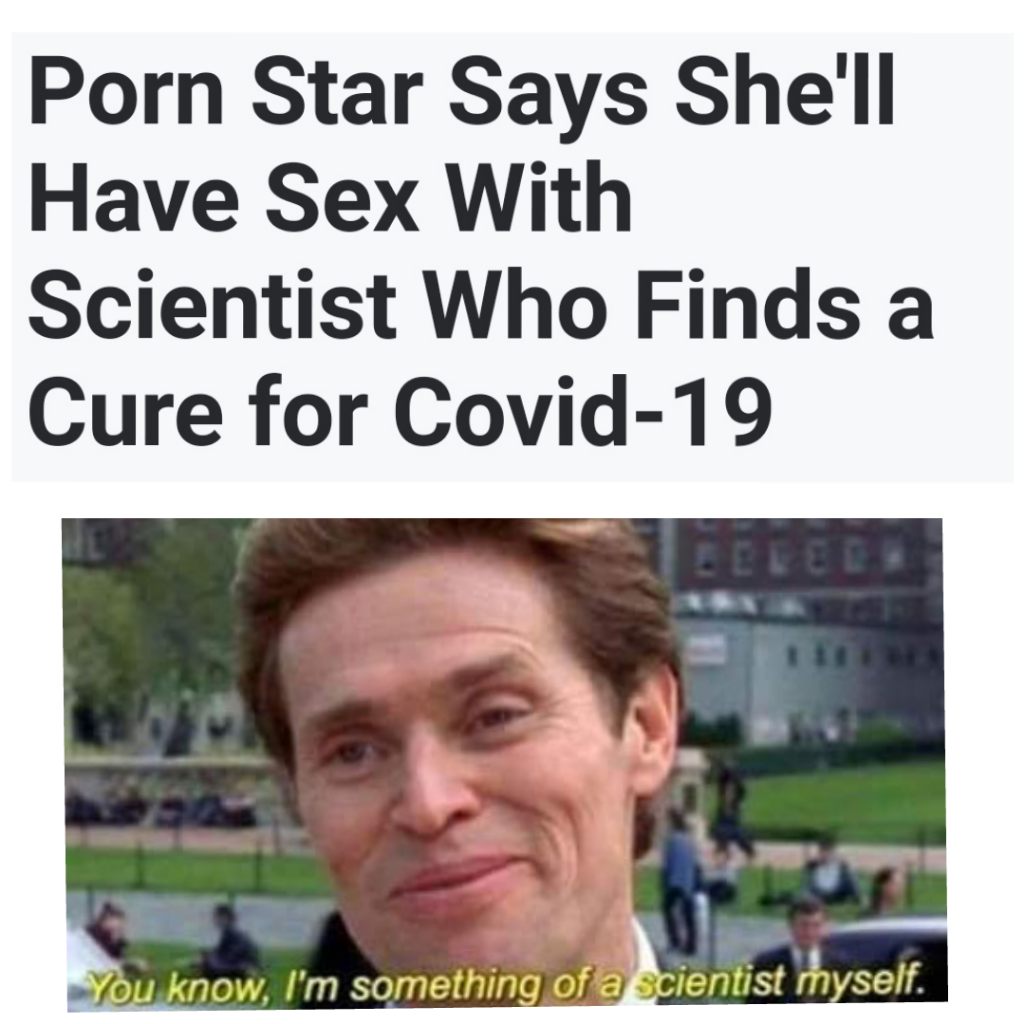 Porn Star Says She'll
Have Sex With
Scientist Who Finds a
Cure for Covid-19
You know, I'm something of a scientist myself.